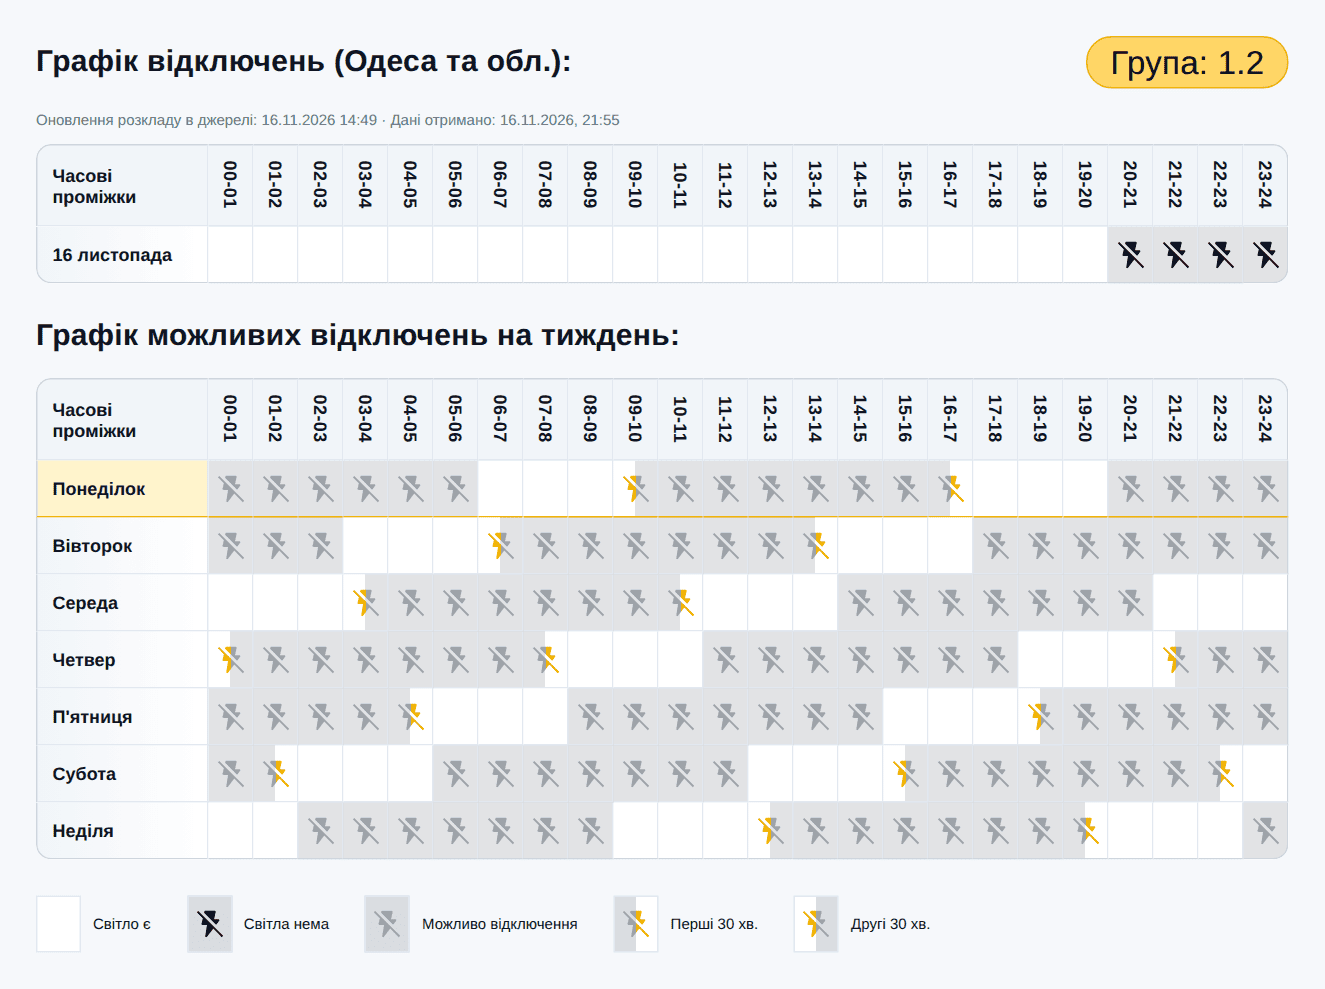 Графік відключень (Одеса та обл.):
Група: 1.2
Оновлення розкладу в джерелі: 16.11.2026 14:49 · Дані отримано: 16.11.2026, 21:55
Часові
проміжки
00-01 01-02 02-03 03-04 04-05 05-06 06-07 07-08 08-09 09-10 10-11 11-12 12-13 13-14 14-15 15-16 16-17 17-18 18-19 19-20 20-21 21-22 22-23 23-24
16 листопада
Графік можливих відключень на тиждень:
Часові
проміжки
00-01 01-02 02-03 03-04 04-05 05-06 06-07 07-08 08-09 09-10 10-11 11-12 12-13 13-14 14-15 15-16 16-17 17-18 18-19 19-20 20-21 21-22 22-23 23-24
Понеділок
Вівторок
Середа
Четвер
П'ятниця
Субота
Неділя
Світло є
Світла нема
Можливо відключення
Перші 30 хв.
Другі 30 хв.